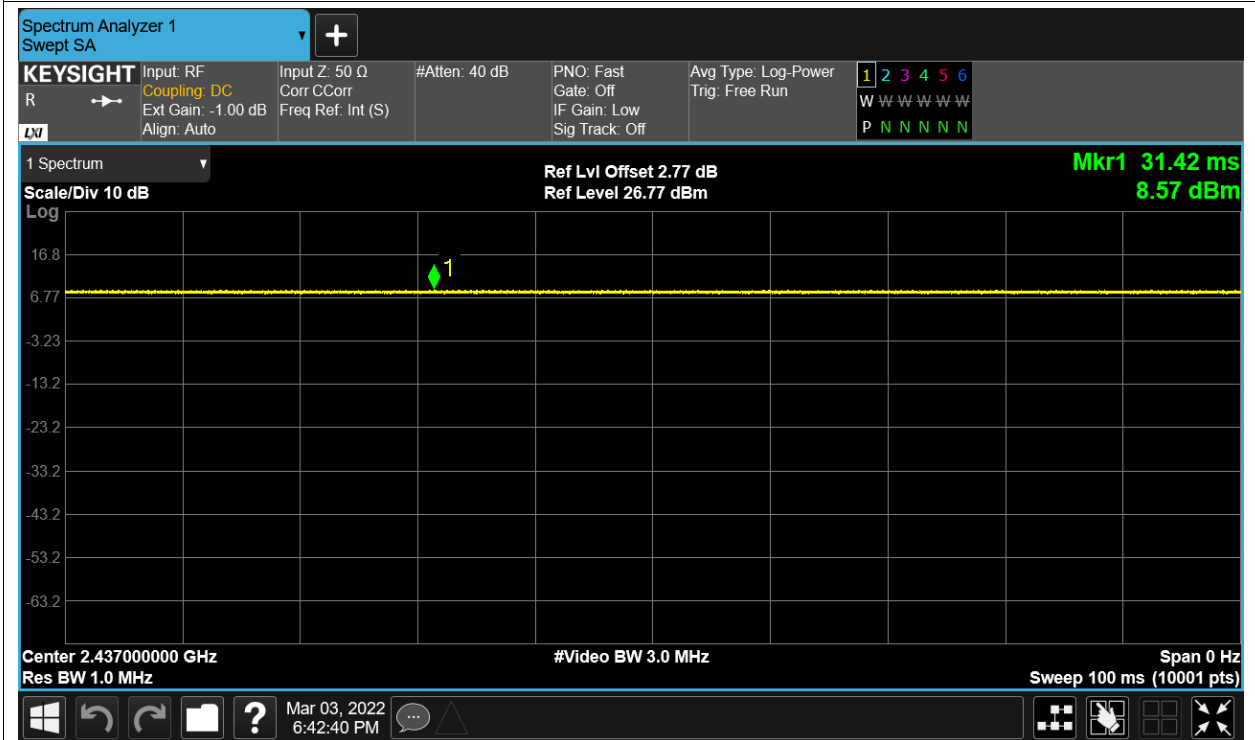 Spectrum Analyzer 1
Swept SA
+
KEYSIGHT
R
LXI
Input: RF
Coupling: DC
Ext Gain: -1.00 dB
Align: Auto
Input Z: 50 Ω
Corr CCorr
Freq Ref: Int (S)
#Atten: 40 dB
PNO: Fast
Gate: Off
IF Gain: Low
Sig Track: Off
Avg Type: Log-Power
Trig: Free Run
1 2 3 4 5 6
W W W W W W
P N N N N N
1 Spectrum
Scale/Div 10 dB
Log
Ref Lvl Offset 2.77 dB
Ref Level 26.77 dBm
Mkr1 31.42 ms
8.57 dBm
16.8
1
6.77
-3.23
-13.2
-23.2
-33.2
-43.2
-53.2
-63.2
Center 2.437000000 GHz
Res BW 1.0 MHz
#Video BW 3.0 MHz
Span 0 Hz
Sweep 100 ms (10001 pts)
?
Mar 03, 2022
6:42:40 PM